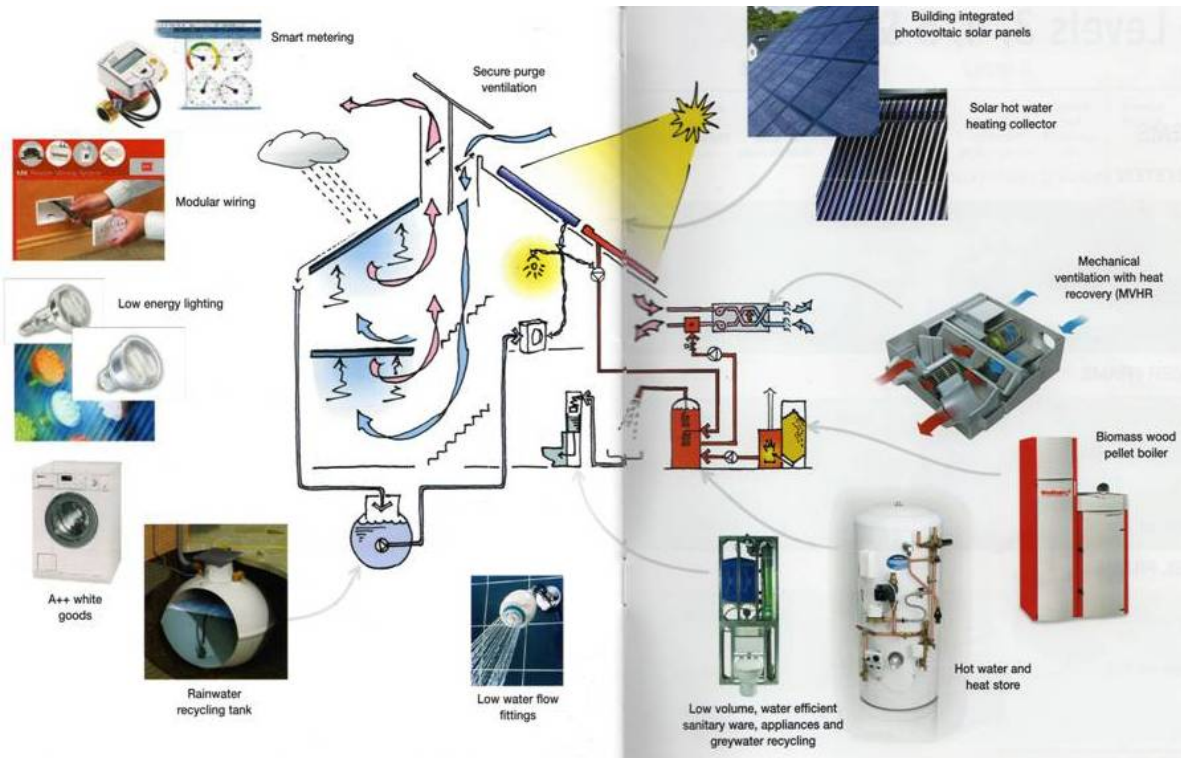 Levels
Smart metering
Secure purge
ventilation
Building integrated
photovoltaic solar panels
Solar hot water
heating collector
Modular wiring
Low energy lighting
Mechanical
ventilation with heat
recovery (MVHR
Biomass wood
pellet boiler
A++ white
goods
Rainwater
recycling tank
Low water flow
fittings
Low volume, water efficient
sanitary ware, appliances and
greywater recycling
Hot water and
heat store